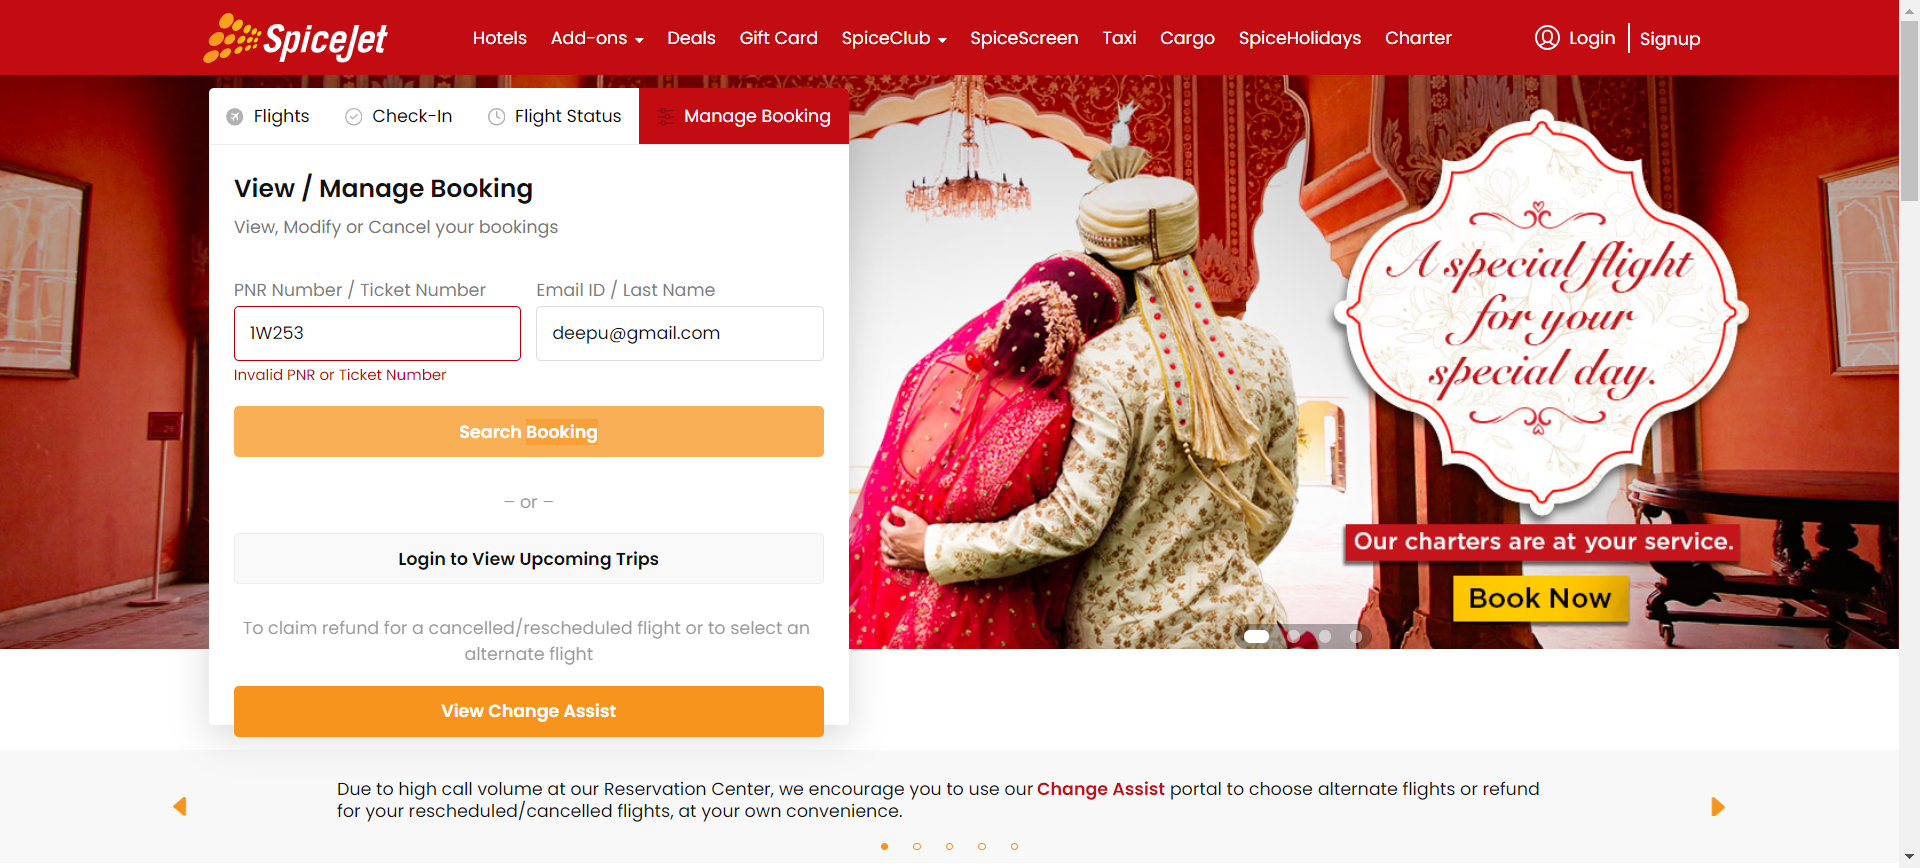 SpiceJet
Hotels Add-ons Deals Gift Card SpiceClub SpiceScreen Taxi Cargo SpiceHolidays Charter Login Signup
Flights Check-In Flight Status Manage Booking
View / Manage Booking
View, Modify or Cancel your bookings
PNR Number / Ticket Number Email ID / Last Name
1W253 deepu@gmail.com
Invalid PNR or Ticket Number
Search Booking
– or –
Login to View Upcoming Trips
To claim refund for a cancelled/rescheduled flight or to select an
alternate flight
View Change Assist
A special flight
for your
special day.
Our charters are at your service.
Book Now
Due to high call volume at our Reservation Center, we encourage you to use our Change Assist portal to choose alternate flights or refund
for your rescheduled/cancelled flights, at your own convenience.